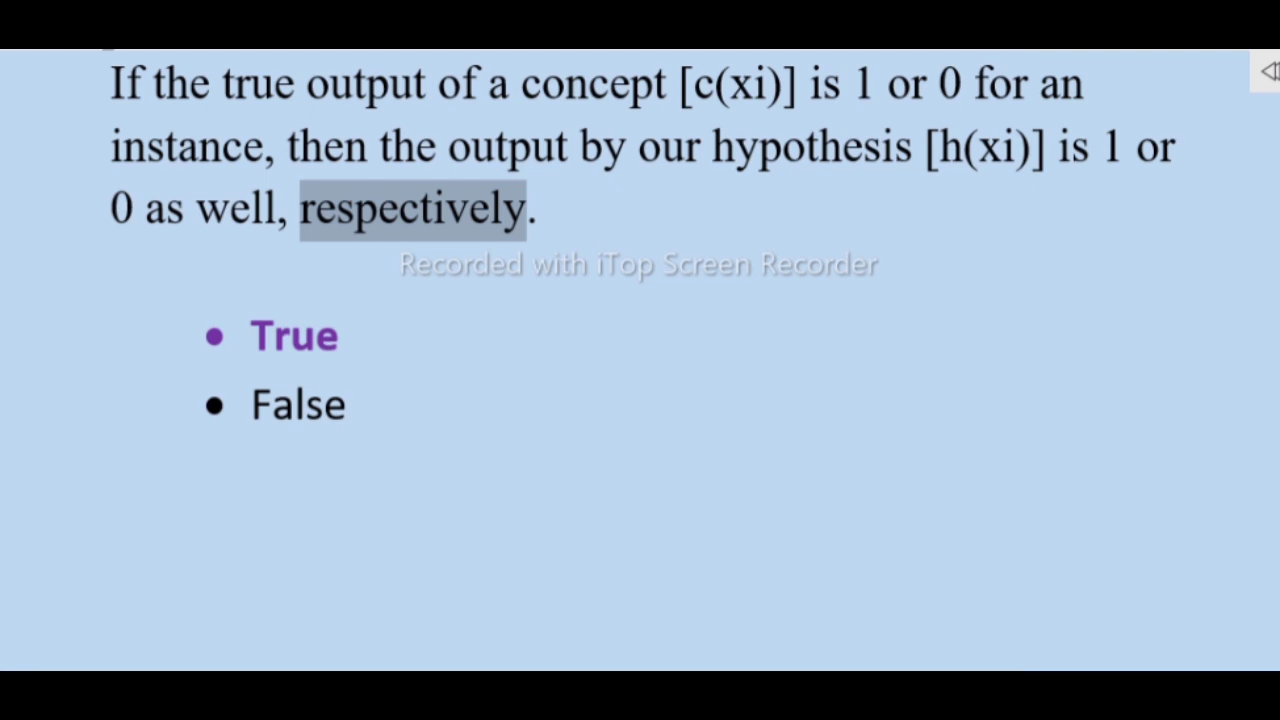 If the true output of a concept [c(xi)] is 1 or 0 for an
instance, then the output by our hypothesis [h(xi)] is 1 or
0 as well, respectively.
Recorded with iTop Screen Recorder
• True
• False